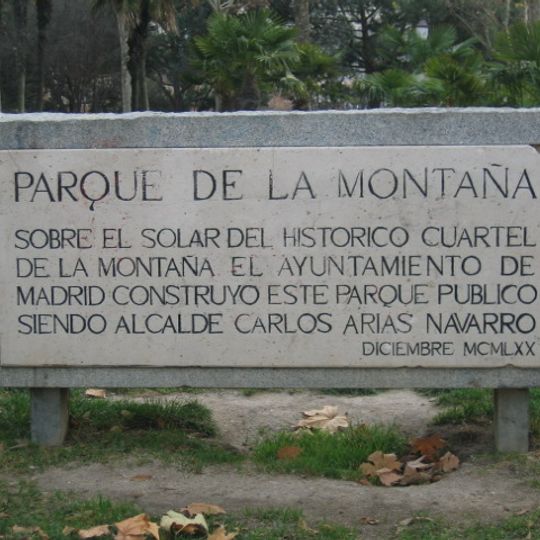 PARQUE DE LA MONTAÑA
SOBRE EL SOLAR DEL HISTORICO CUARTEL
DE LA MONTAÑA EL AYUNTAMIENTO DE
MADRID CONSTRUYO ESTE PARQUE PUBLICO
SIENDO ALCALDE CARLOS ARIAS NAVARRO
DICIEMBRE MCMLXX